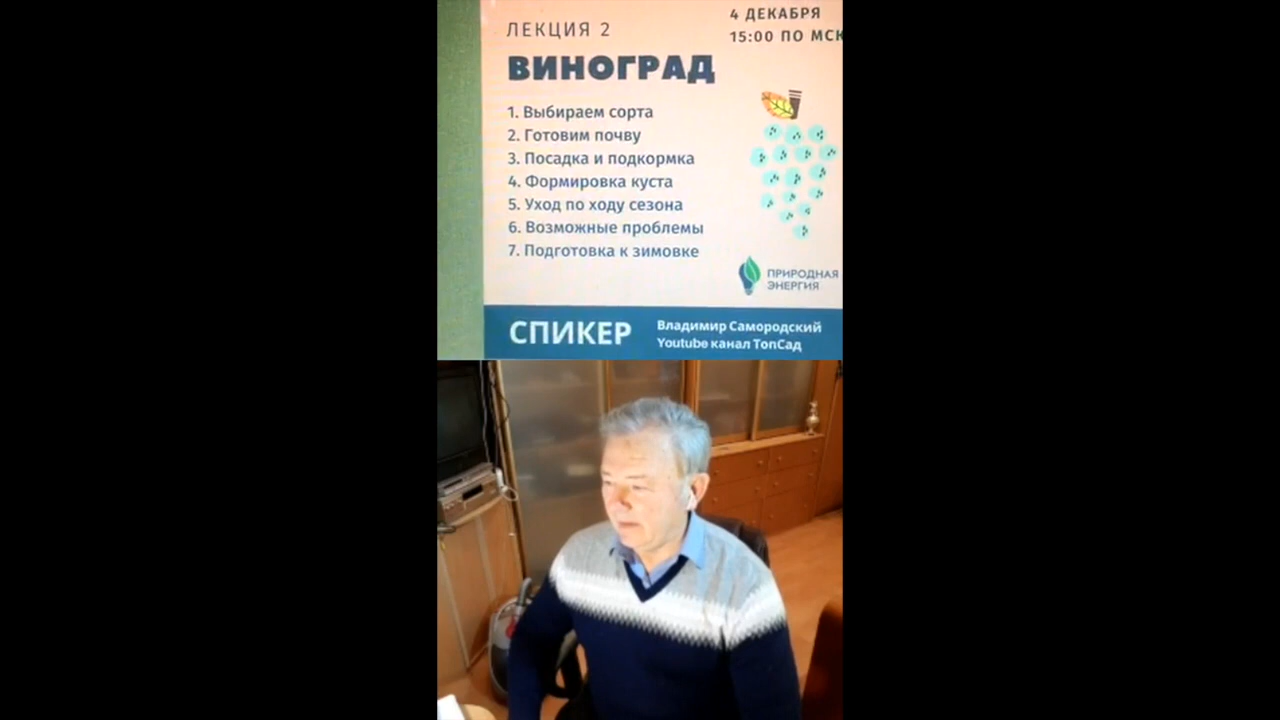 ЛЕКЦИЯ 2
4 ДЕКАБРЯ
15:00 ПО МСК
ВИНОГРАД
1. Выбираем сорта
2. Готовим почву
3. Посадка и подкормка
4. Формировка куста
5. Уход по ходу сезона
6. Возможные проблемы
7. Подготовка к зимовке
ПРИРОДНАЯ
ЭНЕРГИЯ
СПИКЕР
Владимир Самородский
Youtube канал ТопСад